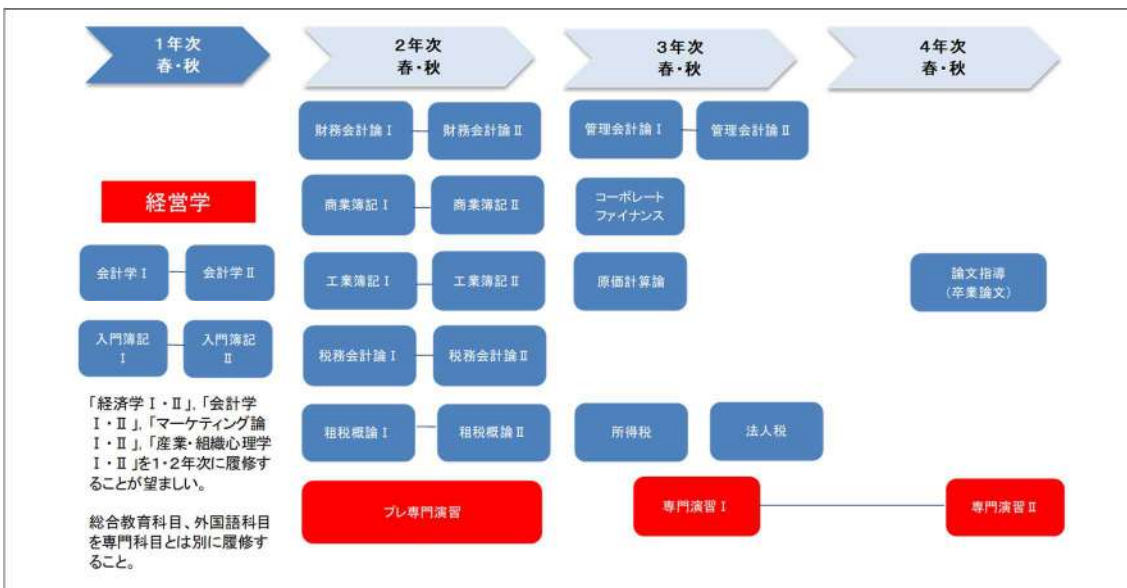 1年次
春・秋
2年次
春・秋
3年次
春・秋
4年次
春・秋
財務会計論Ⅰ
財務会計論Ⅱ
管理会計論Ⅰ
管理会計論Ⅱ
経営学
商業簿記Ⅰ
商業簿記Ⅱ
コーポレート
ファイナンス
会計学Ⅰ
会計学Ⅱ
工業簿記Ⅰ
工業簿記Ⅱ
原価計算論
論文指導
(卒業論文)
入門簿記
Ⅰ
入門簿記
Ⅱ
税務会計論Ⅰ
税務会計論Ⅱ
「経済学Ⅰ・Ⅱ」，「会計学
Ⅰ・Ⅱ」，「マーケティング論
Ⅰ・Ⅱ」，「産業・組織心理学
Ⅰ・Ⅱ」を1・2年次に履修す
ることが望ましい。
総合教育科目、外国語科目
を専門科目とは別に履修す
ること。
租税概論Ⅰ
租税概論Ⅱ
所得税
法人税
プレ専門演習
専門演習Ⅰ
専門演習Ⅱ